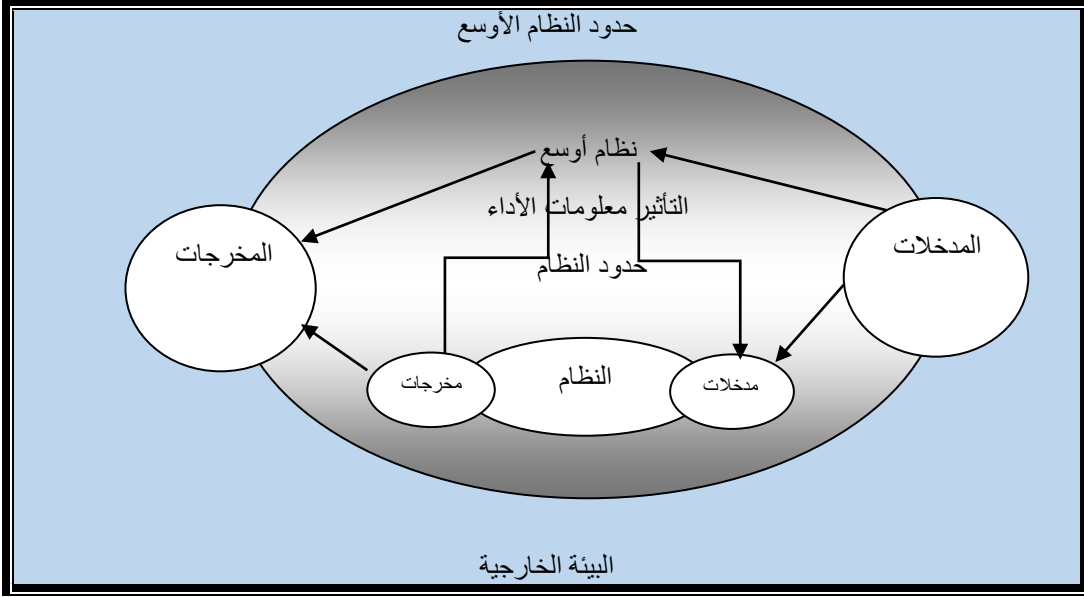 حدود النظام الأوسع
نظام أوسع
التأثير معلومات الأداء
المدخلات
المخرجات
حدود النظام
النظام
مدخلات
مخرجات
البيئة الخارجية